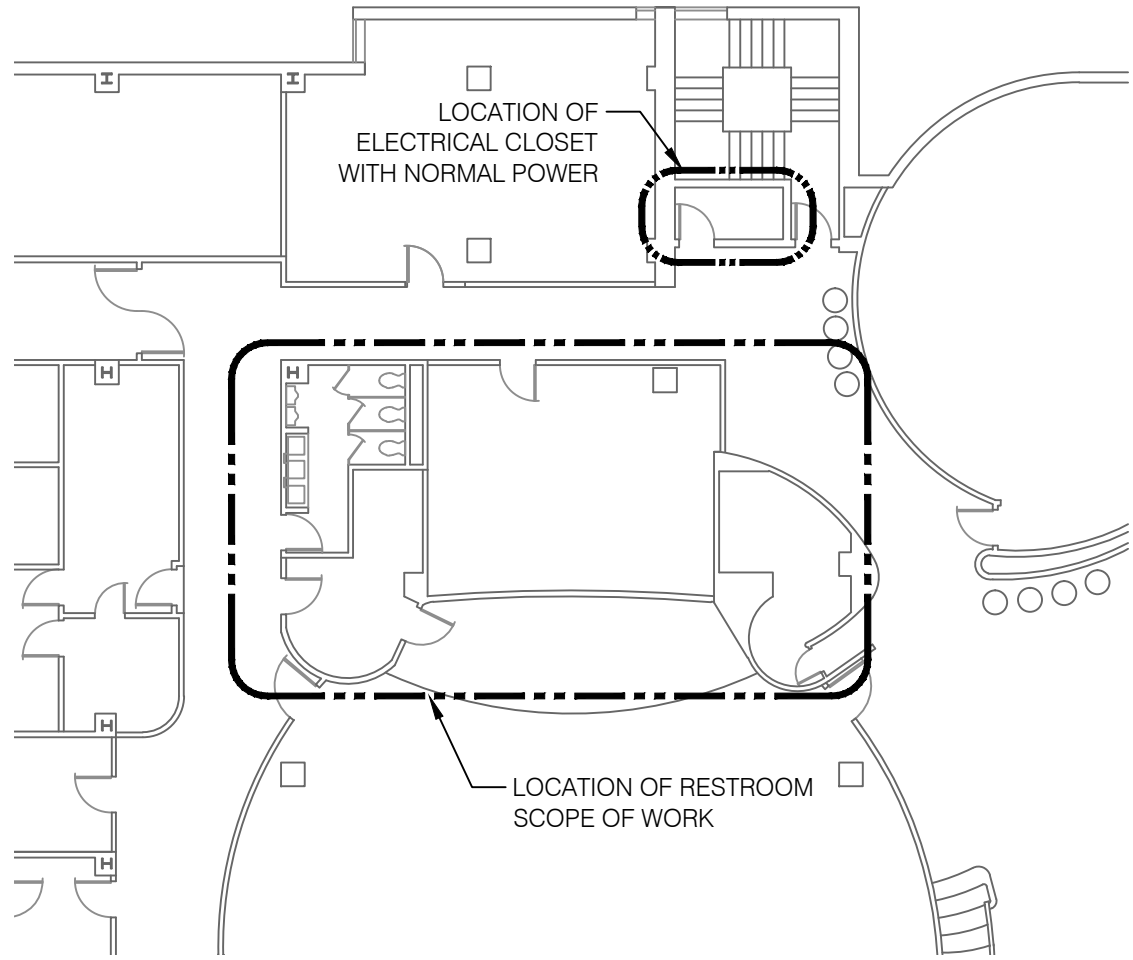 LOCATION OF
ELECTRICAL CLOSET
WITH NORMAL POWER
LOCATION OF RESTROOM
SCOPE OF WORK